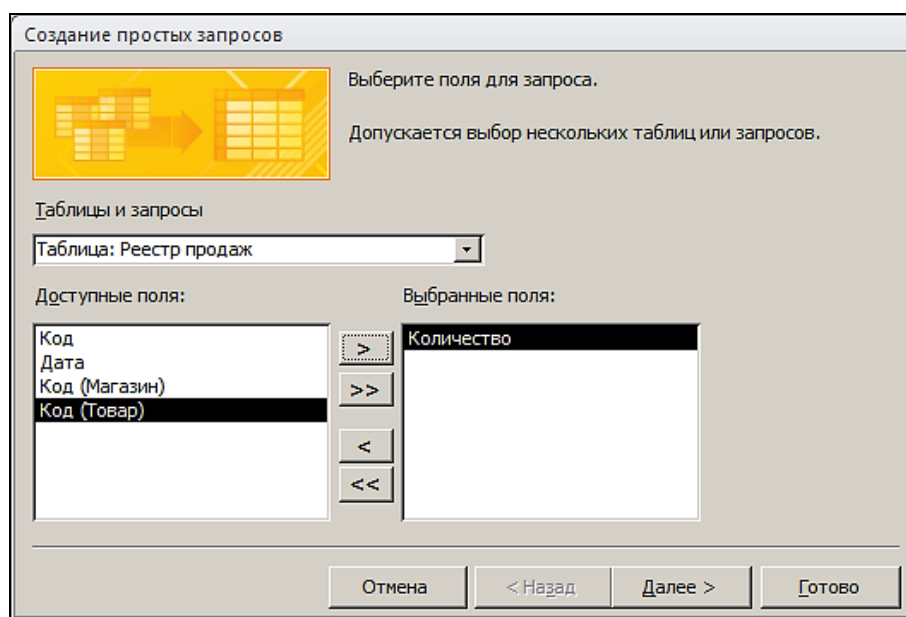 Создание простых запросов
Выберите поля для запроса.
Допускается выбор нескольких таблиц или запросов.
Таблицы и запросы
Таблица: Реестр продаж
Доступные поля:
Выбранные поля:
Код
Дата
Код (Магазин)
Код (Товар)
>
>>
<
<<
Количество
Отмена
< Назад
Далее >
Готово